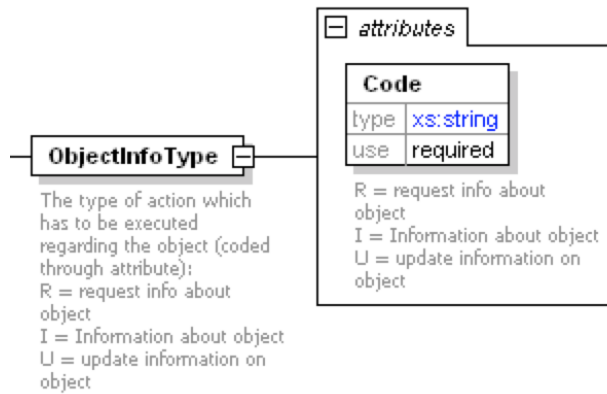 attributes
Code
type xs:string
use required
R = request info about
object
I = Information about object
U = update information on
object
ObjectInfoType
The type of action which
has to be executed
regarding the object (coded
through attribute):
R = request info about
object
I = Information about object
U = update information on
object